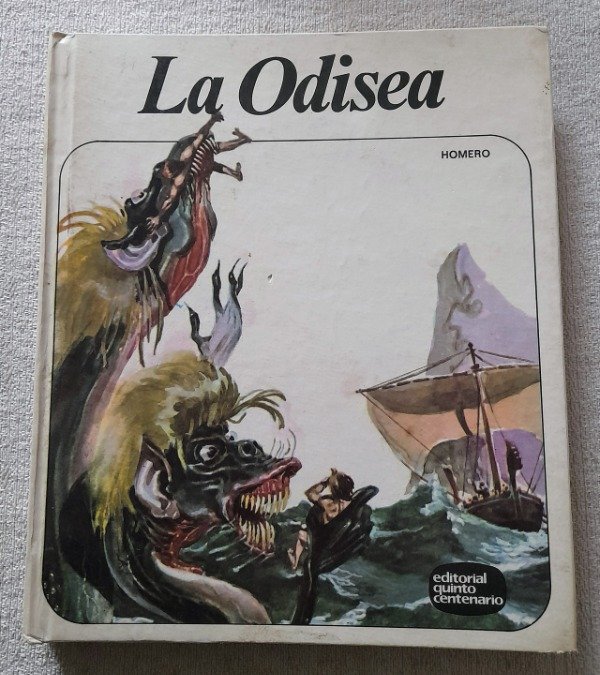 La Odisea
HOMERO
editorial
quinto
centenario